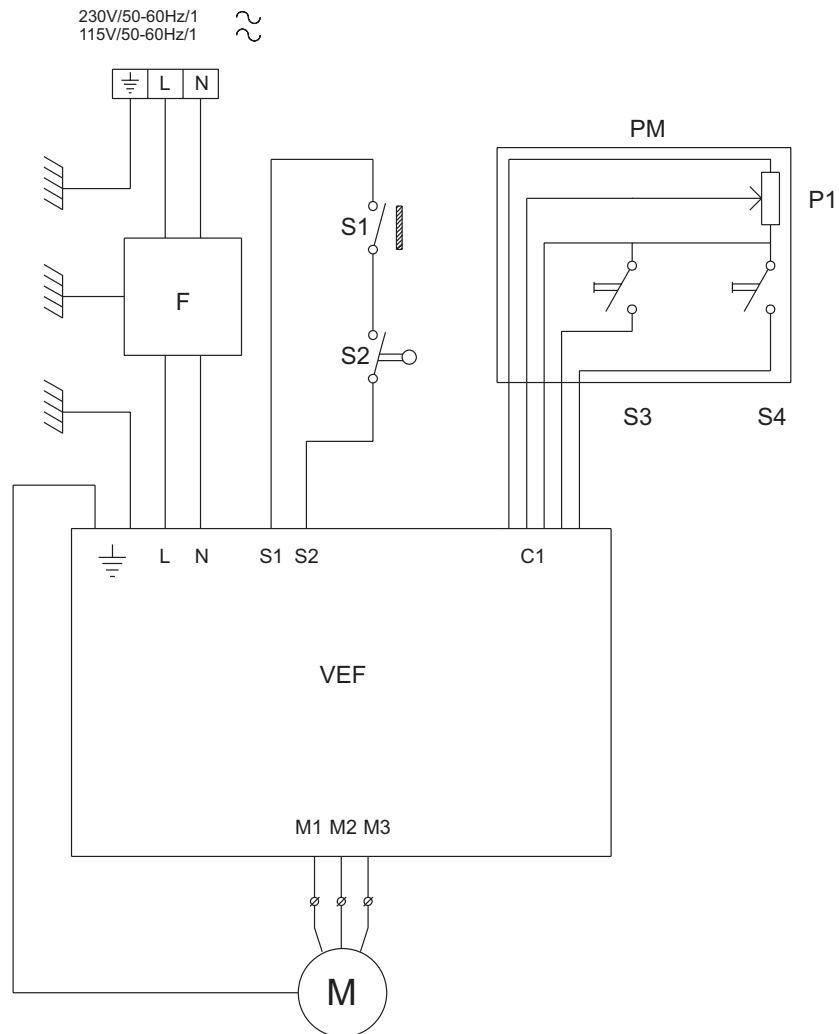 230V/50-60Hz/1
115V/50-60Hz/1
L N
PM
P1
S1
F
S2
S3 S4
L N S1 S2 C1
VEF
M1 M2 M3
M